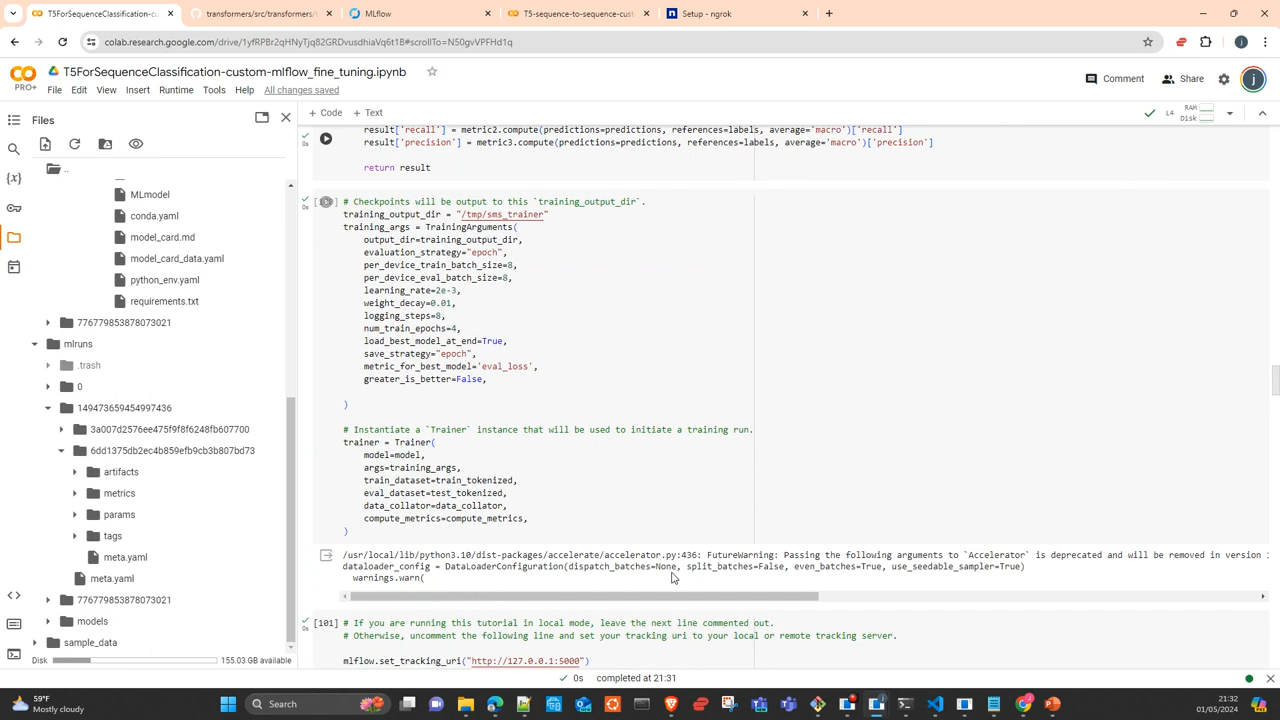 T5ForSequenceClassification-cu
transformers/src/transformers/t
MLflow
T5-sequence-to-sequence-cust
Setup - ngrok
colab.research.google.com/drive/1yfRPBr2qHNyTjq82GRDvusdhiaVq6t1B#scrollTo=N50gvVPFHd1q
T5ForSequenceClassification-custom-mlflow_fine_tuning.ipynb
PRO+
File Edit View Insert Runtime Tools Help All changes saved
Comment
Share
j
Files
+ Code + Text
L4
RAM
Disk
..
MLmodel
conda.yaml
model_card.md
model_card_data.yaml
python_env.yaml
requirements.txt
776779853878073021
mlruns
.trash
0
149473659454997436
3a007d2576ee475f9f8f6248fb607700
6dd1375db2ec4b859efb9cb3b807bd73
artifacts
metrics
params
tags
meta.yaml
meta.yaml
776779853878073021
models
sample_data
Disk 155.03 GB available
result['recall'] = metric2.compute(predictions=predictions, references=labels, average='macro')['recall']
result['precision'] = metric3.compute(predictions=predictions, references=labels, average='macro')['precision']
return result
0s
# Checkpoints will be output to this `training_output_dir`.
training_output_dir = "/tmp/sms_trainer"
training_args = TrainingArguments(
output_dir=training_output_dir,
evaluation_strategy="epoch",
per_device_train_batch_size=8,
per_device_eval_batch_size=8,
learning_rate=2e-3,
weight_decay=0.01,
logging_steps=8,
num_train_epochs=4,
load_best_model_at_end=True,
save_strategy="epoch",
metric_for_best_model='eval_loss',
greater_is_better=False,
)
# Instantiate a `Trainer` instance that will be used to initiate a training run.
trainer = Trainer(
model=model,
args=training_args,
train_dataset=train_tokenized,
eval_dataset=test_tokenized,
data_collator=data_collator,
compute_metrics=compute_metrics,
)
/usr/local/lib/python3.10/dist-packages/accelerate/accelerator.py:436: FutureWarning: Passing the following arguments to `Accelerator` is deprecated and will be removed in version 1
dataloader_config = DataLoaderConfiguration(dispatch_batches=None, split_batches=False, even_batches=True, use_seedable_sampler=True)
warnings.warn(
[101] # If you are running this tutorial in local mode, leave the next line commented out.
# Otherwise, uncomment the following line and set your tracking uri to your local or remote tracking server.
mlflow.set_tracking_uri("http://127.0.0.1:5000")
0s completed at 21:31
59°F
Mostly cloudy
Search
21:32
01/05/2024